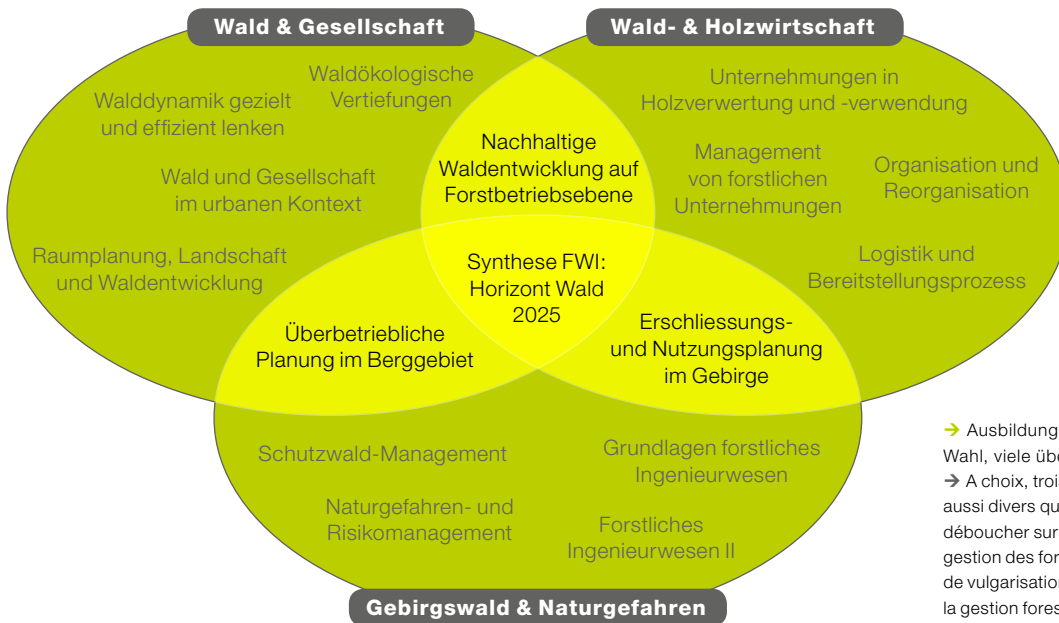 Wald & Gesellschaft
Wald- & Holzwirtschaft
Waldökologische
Vertiefungen
Walddynamik gezielt
und effizient lenken
Wald und Gesellschaft
im urbanen Kontext
Raumplanung, Landschaft
und Waldentwicklung
Nachhaltige
Waldentwicklung auf
Forstbetriebsebene
Unternehmungen in
Holzverwertung und -verwendung
Management
von forstlichen
Unternehmungen
Organisation und
Reorganisation
Logistik und
Bereitstellungsprozess
Synthese FWI:
Horizont Wald
2025
Überbetriebliche
Planung im Berggebiet
Erschliessungs-
und Nutzungsplanung
im Gebirge
Schutzwald-Management
Grundlagen forstliches
Ingenieurwesen
Naturgefahren- und
Risikomanagement
Forstliches
Ingenieurwesen II
Gebirgswald & Naturgefahren
→ Ausbildung
Wahl, viele übe
→ A choix, troi
aussi divers qu
déboucher sur
gestion des for
de vulgarisation
la gestion fores